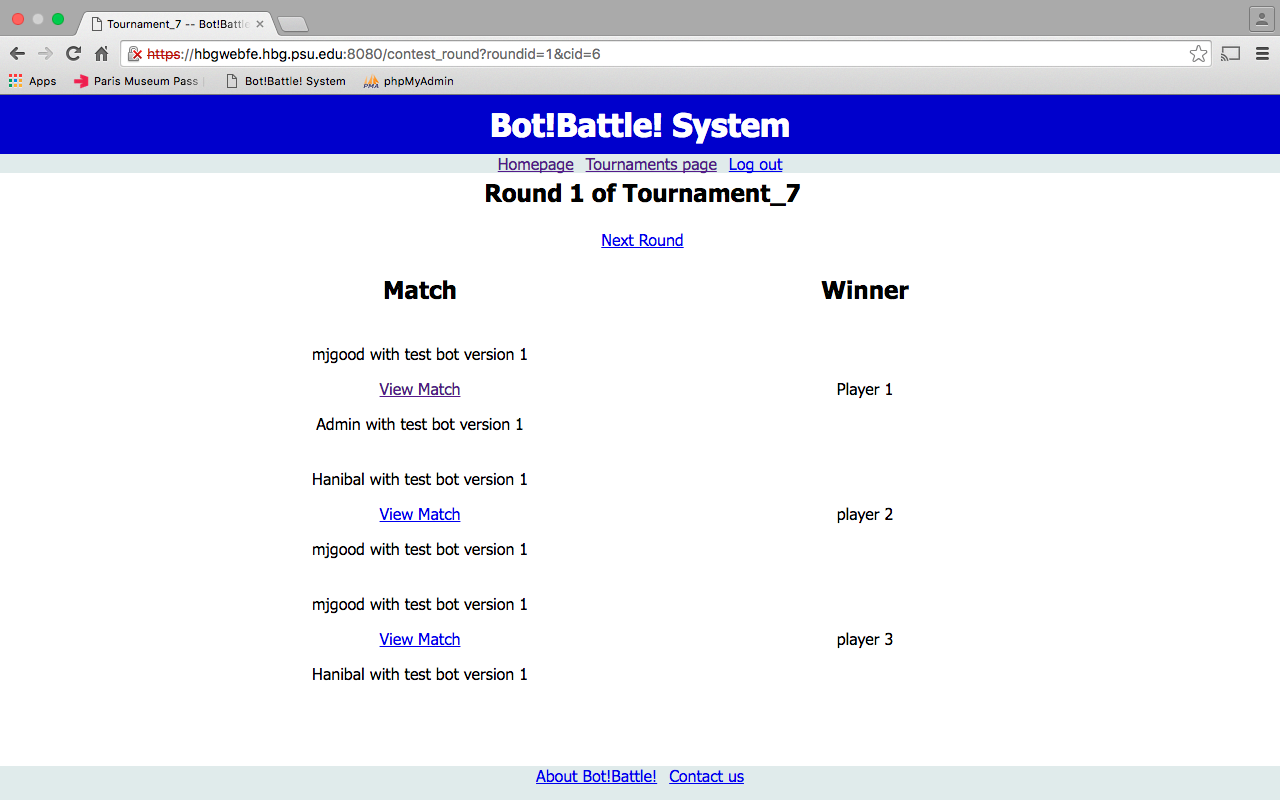 Tournament_7 -- Bot!Battle
https://hbgwebfe.hbg.psu.edu:8080/contest_round?roundid=1&cid=6
Apps Paris Museum Pass Bot!Battle! System PMA phpMyAdmin
Bot!Battle! System
Homepage Tournaments page Log out
Round 1 of Tournament_7
Next Round
Match Winner
mjgood with test bot version 1
View Match Player 1
Admin with test bot version 1
Hanibal with test bot version 1
View Match player 2
mjgood with test bot version 1
mjgood with test bot version 1
View Match player 3
Hanibal with test bot version 1
About Bot!Battle! Contact us